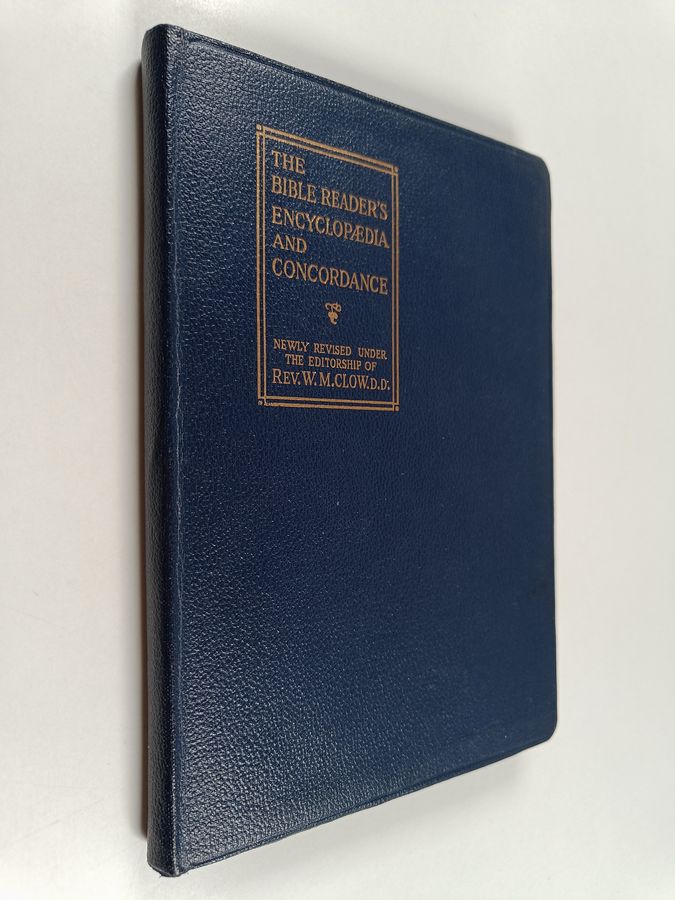 THE
BIBLE READER'S
ENCYCLOPÆDIA
AND
CONCORDANCE
NEWLY REVISED UNDER
THE EDITORSHIP OF
REV. W. M. CLOW, D.D.